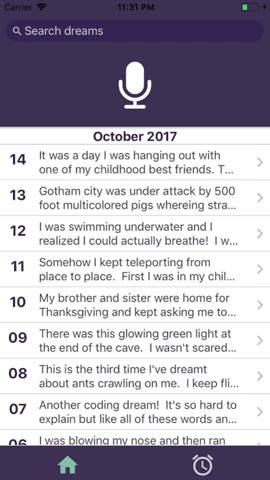 Carrier 11:31 PM
Search dreams
October 2017
14 It was a day I was hanging out with
one of my childhood best friends. T...
13 Gotham city was under attack by 500
foot multicolored pigs whereing stra...
12 I was swimming underwater and I
realized I could actually breathe! I w...
11 Somehow I kept teleporting from
place to place. First I was in my chil...
10 My brother and sister were home for
Thanksgiving and kept asking me to...
09 There was this glowing green light at
the end of the cave. I wasn't scared...
08 This is the third time I've dreamt
about ants crawling on me. I keep fli...
07 Another coding dream! It's so hard to
explain but like all of these words an...
06 I was blowing my nose and then ran